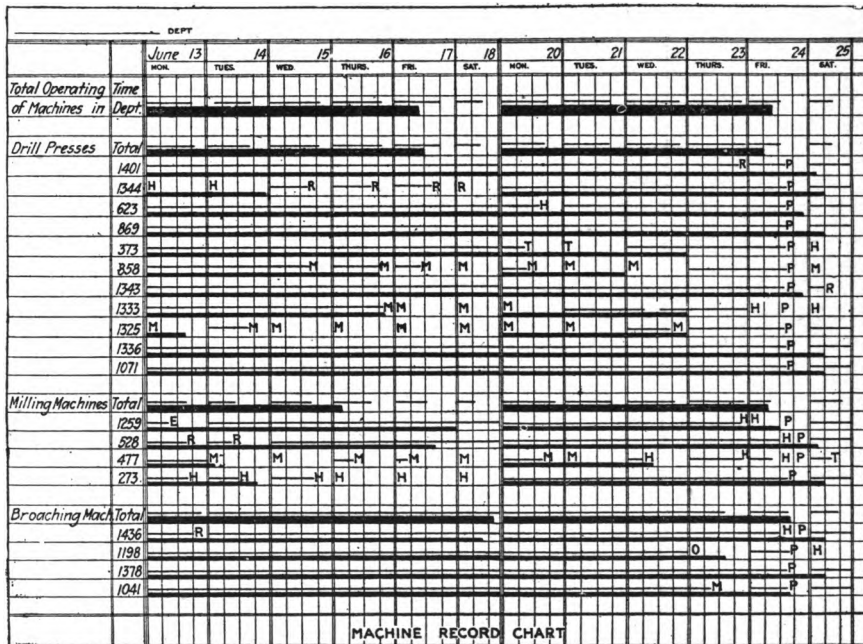 DEPT
June 13 14 15 16 17 18 20 21 22 23 24 25
MON. TUES. WED. THURS. FRI. SAT. MON. TUES. WED. THURS. FRI. SAT.
Total Operating Time
of Machines in Dept.
Drill Presses Total
1401 R P
1344 H H R R R R P
623 H P
869 P
373 T T P H
858 M M M M M M M P M
1343 P R
1333 M M M M H P H
1325 M M M M M M M M M P
1336 P
1071 P
Milling Machines Total
1259 E H H P
528 R R H P
477 M M M M M M M H H H P T
273 H H H H H H P
Broaching Mach. Total
1436 R H P
1198 O P H
1378 P
1041 M P
MACHINE RECORD CHART